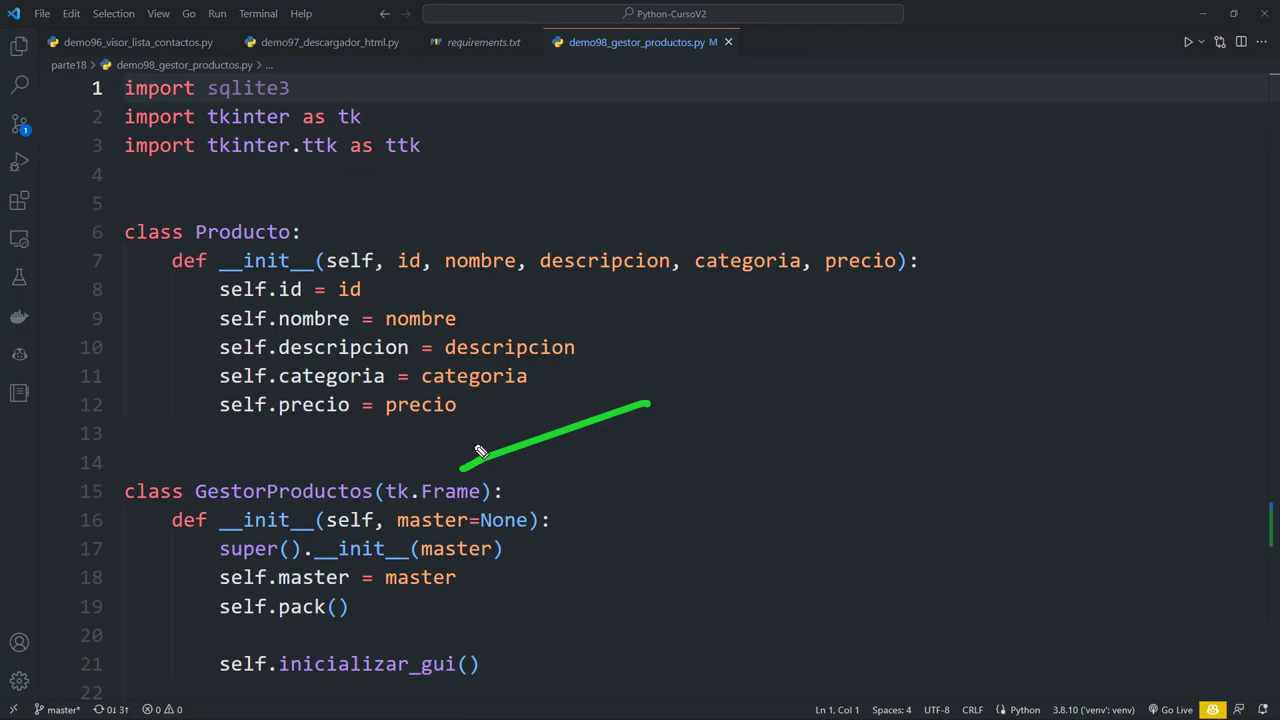 File Edit Selection View Go Run Terminal Help Python-CursoV2
demo96_visor_lista_contactos.py demo97_descargador_html.py requirements.txt demo98_gestor_productos.py M
parte18 > demo98_gestor_productos.py > ...
1 import sqlite3
2 import tkinter as tk
3 import tkinter.ttk as ttk
4
5
6 class Producto:
7 def __init__(self, id, nombre, descripcion, categoria, precio):
8 self.id = id
9 self.nombre = nombre
10 self.descripcion = descripcion
11 self.categoria = categoria
12 self.precio = precio
13
14
15 class GestorProductos(tk.Frame):
16 def __init__(self, master=None):
17 super().__init__(master)
18 self.master = master
19 self.pack()
20
21 self.inicializar_gui()
22
master* 0↓ 3↑ 0 0 Ln 1, Col 1 Spaces: 4 UTF-8 CRLF Python 3.8.10 ('venv': venv) Go Live